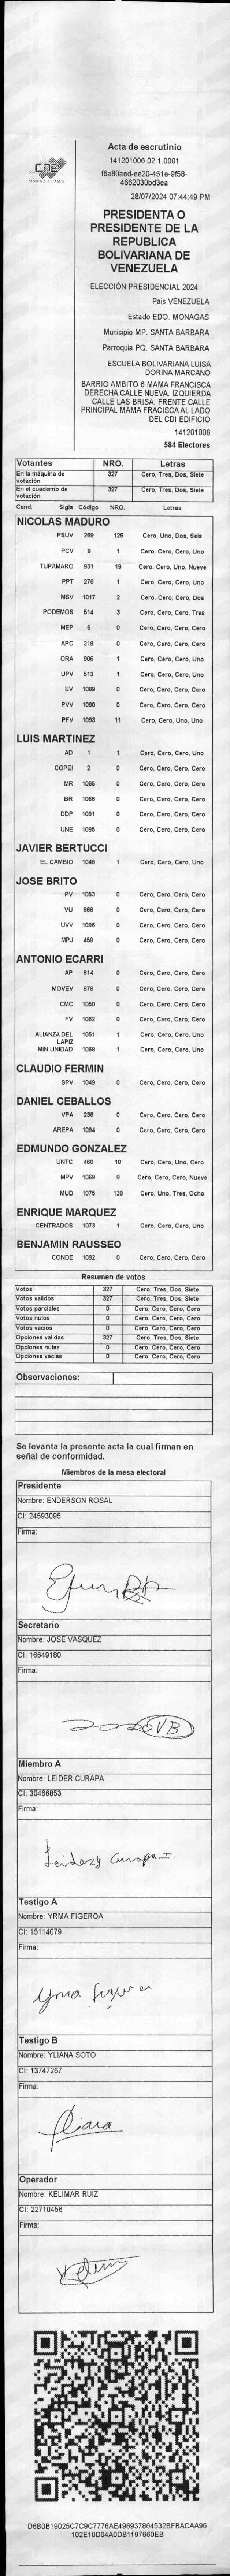 CNE
Acta de escrutinio
141201006.02.1.0001
f6a80aed-ee20-451e-9f58-
4662030bd3ea
28/07/2024 07:44:49 PM
PRESIDENTA O
PRESIDENTE DE LA
REPUBLICA
BOLIVARIANA DE
VENEZUELA
ELECCIÓN PRESIDENCIAL 2024
Pais VENEZUELA
Estado EDO. MONAGAS
Municipio MP. SANTA BARBARA
Parroquia PQ. SANTA BARBARA
ESCUELA BOLIVARIANA LUISA
DORINA MARCANO
BARRIO AMBITO 6 MAMA FRANCISCA
DERECHA CALLE NUEVA. IZQUIERDA
CALLE LAS BRISA. FRENTE CALLE
PRINCIPAL MAMA FRACISCA AL LADO
DEL CDI EDIFICIO
141201006
584 Electores
Votantes NRO. Letras
En la máquina de votación 327 Cero, Tres, Dos, Siete
En el cuaderno de votación 327 Cero, Tres, Dos, Siete
Cand. Sigla Código NRO. Letras
NICOLAS MADURO
PSUV 269 126 Cero, Uno, Dos, Seis
PCV 9 1 Cero, Cero, Cero, Uno
TUPAMARO 931 19 Cero, Cero, Uno, Nueve
PPT 276 1 Cero, Cero, Cero, Uno
MSV 1017 2 Cero, Cero, Cero, Dos
PODEMOS 514 3 Cero, Cero, Cero, Tres
MEP 6 0 Cero, Cero, Cero, Cero
APC 219 0 Cero, Cero, Cero, Cero
ORA 906 1 Cero, Cero, Cero, Uno
UPV 513 1 Cero, Cero, Cero, Uno
EV 1089 0 Cero, Cero, Cero, Cero
PVV 1090 0 Cero, Cero, Cero, Cero
PFV 1093 11 Cero, Cero, Uno, Uno
LUIS MARTINEZ
AD 1 1 Cero, Cero, Cero, Uno
COPEI 2 0 Cero, Cero, Cero, Cero
MR 1065 0 Cero, Cero, Cero, Cero
BR 1066 0 Cero, Cero, Cero, Cero
DDP 1091 0 Cero, Cero, Cero, Cero
UNE 1095 0 Cero, Cero, Cero, Cero
JAVIER BERTUCCI
EL CAMBIO 1048 1 Cero, Cero, Cero, Uno
JOSE BRITO
PV 1053 0 Cero, Cero, Cero, Cero
VU 868 0 Cero, Cero, Cero, Cero
UVV 1096 0 Cero, Cero, Cero, Cero
MPJ 459 0 Cero, Cero, Cero, Cero
ANTONIO ECARRI
AP 814 0 Cero, Cero, Cero, Cero
MOVEV 978 0 Cero, Cero, Cero, Cero
CMC 1050 0 Cero, Cero, Cero, Cero
FV 1062 0 Cero, Cero, Cero, Cero
ALIANZA DEL LAPIZ 1051 1 Cero, Cero, Cero, Uno
MIN UNIDAD 1068 1 Cero, Cero, Cero, Uno
CLAUDIO FERMIN
SPV 1049 0 Cero, Cero, Cero, Cero
DANIEL CEBALLOS
VPA 236 0 Cero, Cero, Cero, Cero
AREPA 1094 0 Cero, Cero, Cero, Cero
EDMUNDO GONZALEZ
UNTC 460 10 Cero, Cero, Uno, Cero
MPV 1069 9 Cero, Cero, Cero, Nueve
MUD 1075 138 Cero, Uno, Tres, Ocho
ENRIQUE MARQUEZ
CENTRADOS 1073 1 Cero, Cero, Cero, Uno
BENJAMIN RAUSSEO
CONDE 1092 0 Cero, Cero, Cero, Cero
Resumen de votos
Votos 327 Cero, Tres, Dos, Siete
Votos validos 327 Cero, Tres, Dos, Siete
Votos parciales 0 Cero, Cero, Cero, Cero
Votos nulos 0 Cero, Cero, Cero, Cero
Votos vacios 0 Cero, Cero, Cero, Cero
Opciones validas 327 Cero, Tres, Dos, Siete
Opciones nulas 0 Cero, Cero, Cero, Cero
Opciones vacias 0 Cero, Cero, Cero, Cero
Observaciones:
Se levanta la presente acta la cual firman en
señal de conformidad.
Miembros de la mesa electoral
Presidente
Nombre: ENDERSON ROSAL
CI: 24593095
Firma:
Secretario
Nombre: JOSE VASQUEZ
CI: 16649180
Firma:
Miembro A
Nombre: LEIDER CURAPA
CI: 30466853
Firma:
Testigo A
Nombre: YRMA FIGEROA
CI: 15114079
Firma:
Testigo B
Nombre: YLIANA SOTO
CI: 13747267
Firma:
Operador
Nombre: KELIMAR RUIZ
CI: 22710456
Firma:
D6B0B19025C7C9C7776AE496937864532BFBACAA96
102E10D04A0DB1197660EB